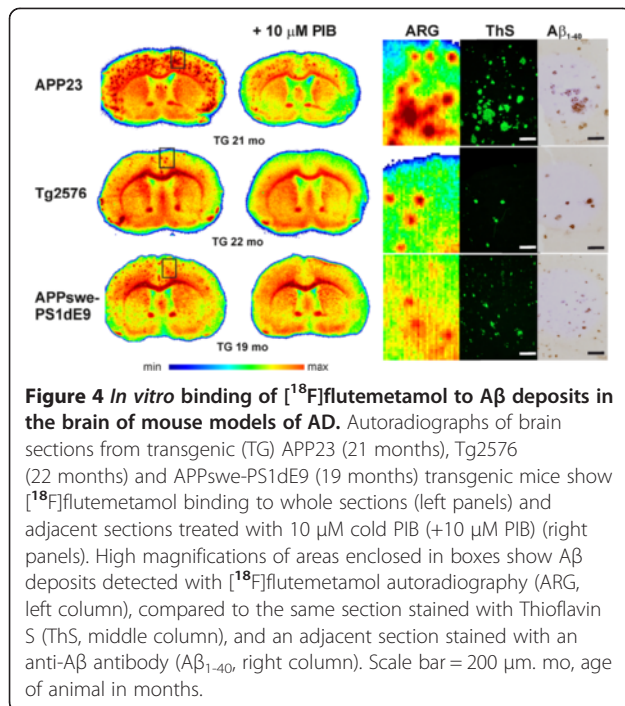 + 10 µM PIB
ARG
ThS
Aβ1-40
APP23
TG 21 mo
Tg2576
TG 22 mo
APPswe-
PS1dE9
TG 19 mo
min
max
Figure 4 In vitro binding of [18F]flutemetamol to Aβ deposits in
the brain of mouse models of AD. Autoradiographs of brain
sections from transgenic (TG) APP23 (21 months), Tg2576
(22 months) and APPswe-PS1dE9 (19 months) transgenic mice show
[18F]flutemetamol binding to whole sections (left panels) and
adjacent sections treated with 10 µM cold PIB (+10 µM PIB) (right
panels). High magnifications of areas enclosed in boxes show Aβ
deposits detected with [18F]flutemetamol autoradiography (ARG,
left column), compared to the same section stained with Thioflavin
S (ThS, middle column), and an adjacent section stained with an
anti-Aβ antibody (Aβ1-40, right column). Scale bar = 200 µm. mo, age
of animal in months.